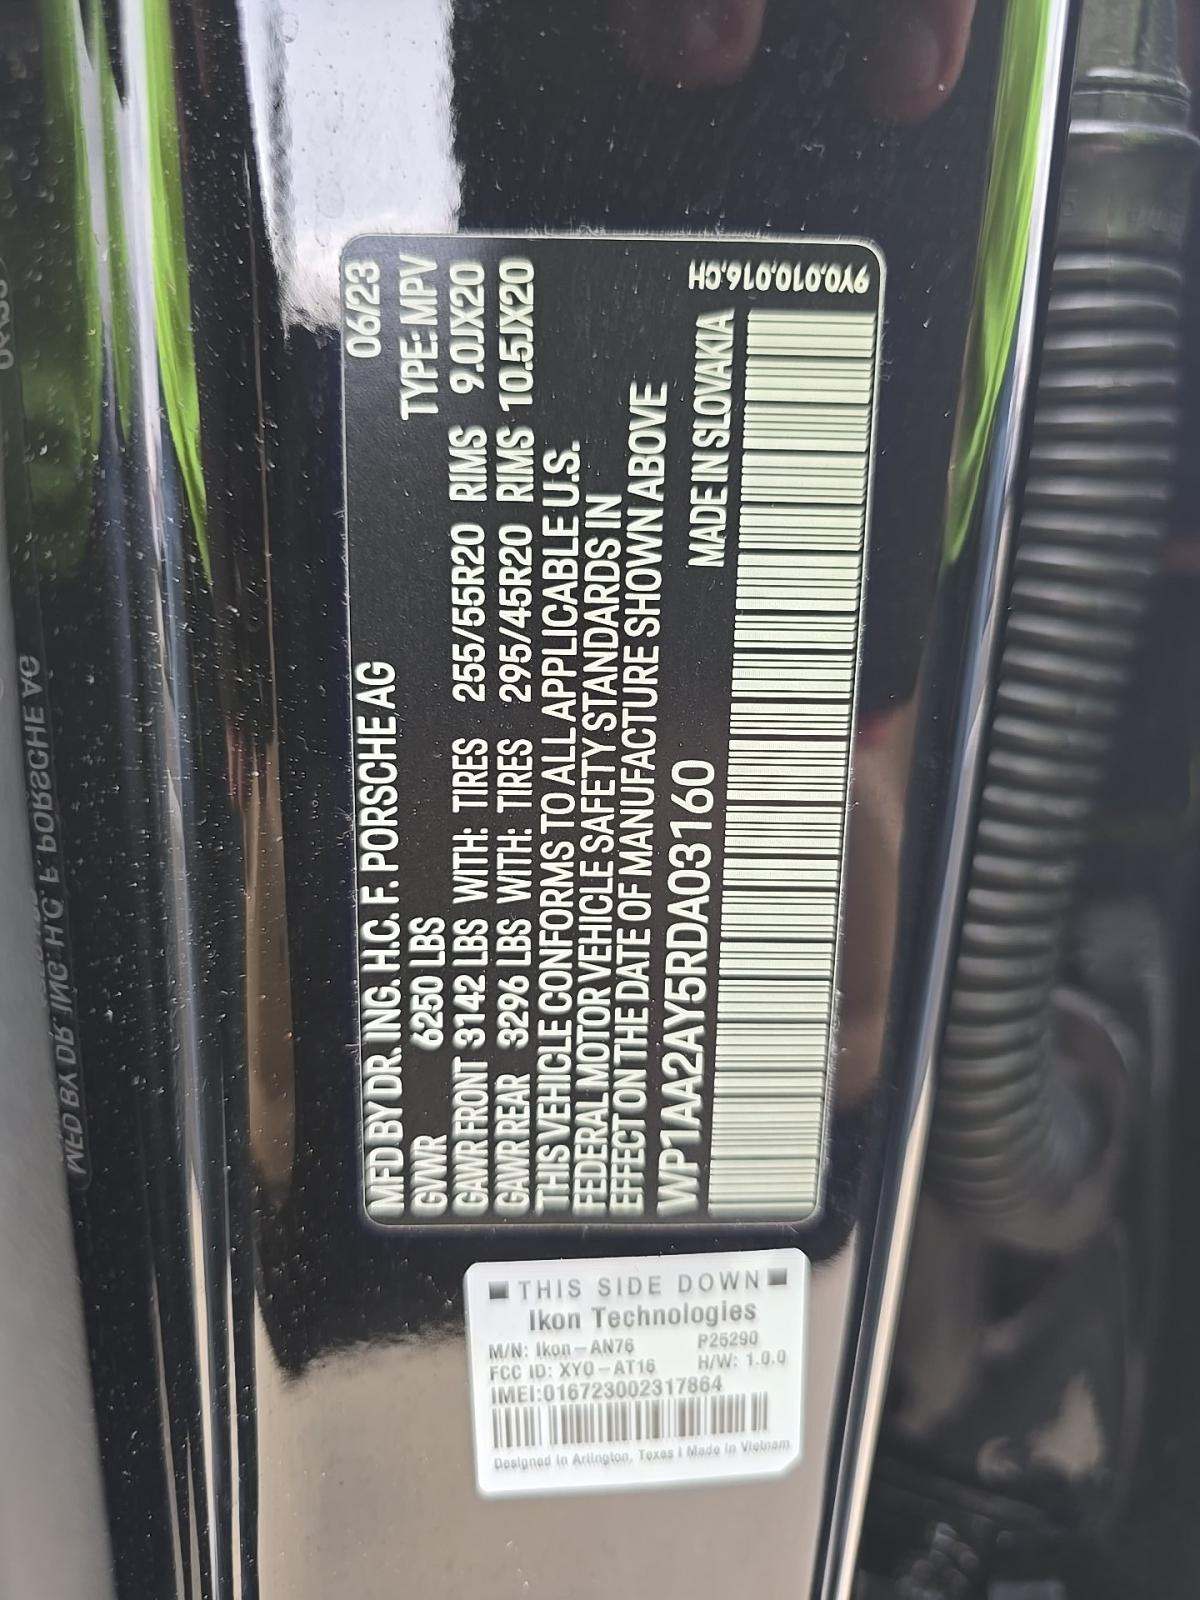 MFD BY DR. ING. H.C. F. PORSCHE AG 06/23
GVWR 6250 LBS TYPE: MPV
GAWR FRONT 3142 LBS WITH: TIRES 255/55R20 RIMS 9.0JX20
GAWR REAR 3296 LBS WITH: TIRES 295/45R20 RIMS 10.5JX20
THIS VEHICLE CONFORMS TO ALL APPLICABLE U.S.
FEDERAL MOTOR VEHICLE SAFETY STANDARDS IN
EFFECT ON THE DATE OF MANUFACTURE SHOWN ABOVE
WP1AA2AY5RDA03160 MADE IN SLOVAKIA
9Y0.010.016.CH
THIS SIDE DOWN
Ikon Technologies
M/N: Ikon-AN76 P25290
FCC ID: XYO-AT16 H/W: 1.0.0
IMEI:016723002317864
Designed in Arlington, Texas | Made in Vietnam